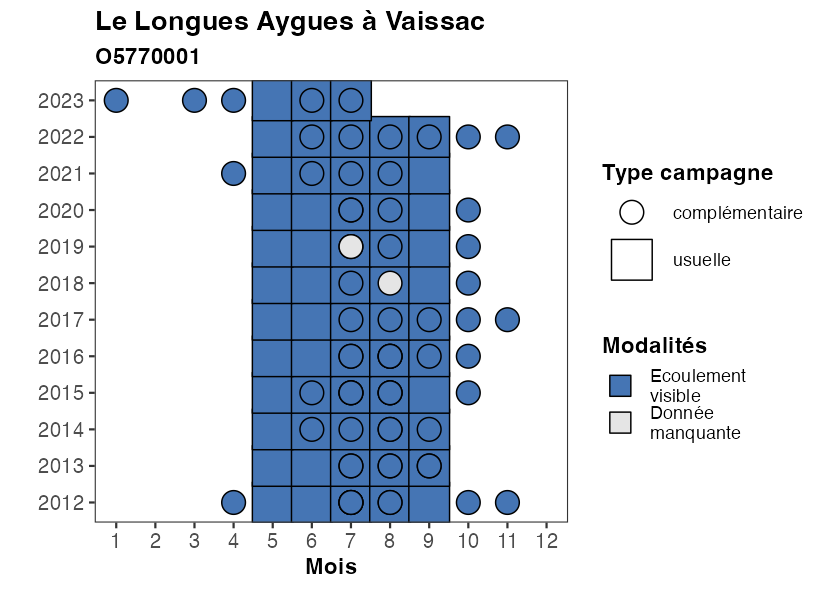 Le Longues Aygues à Vaissac
O5770001
2023
2022
2021
2020
2019
2018
2017
2016
2015
2014
2013
2012
1 2 3 4 5 6 7 8 9 10 11 12
Mois
Type campagne
complémentaire
usuelle
Modalités
Ecoulement
visible
Donnée
manquante